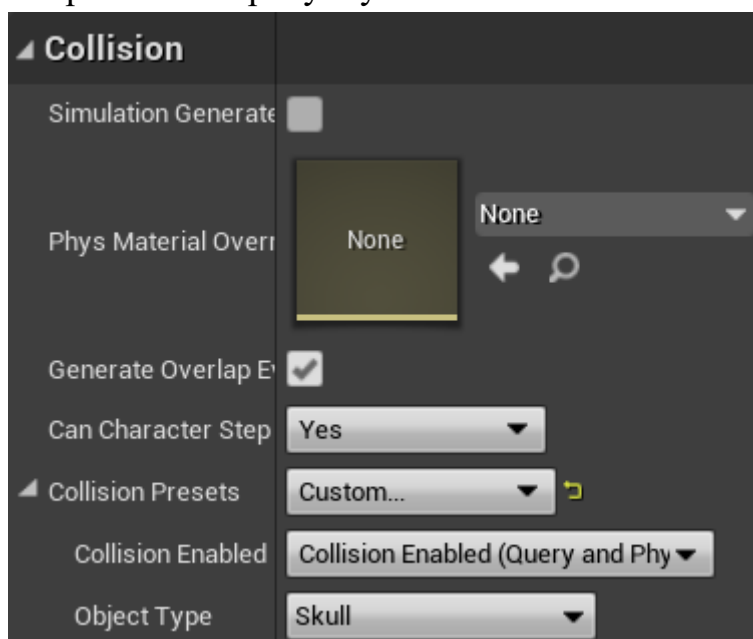 Collision
Simulation Generate
Phys Material Overr
None
None
Generate Overlap Ev
Can Character Step
Yes
Collision Presets
Custom...
Collision Enabled
Collision Enabled (Query and Phy
Object Type
Skull